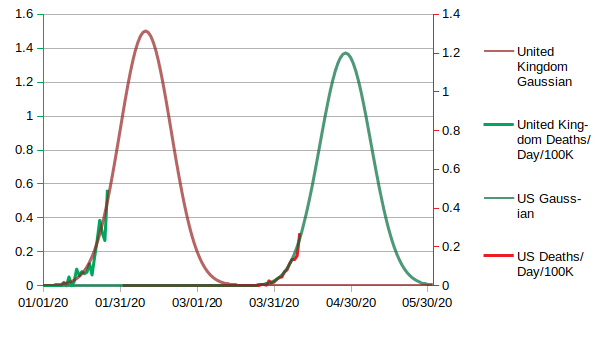 1.6
1.4
1.2
1
0.8
0.6
0.4
0.2
0
1.4
1.2
1
0.8
0.6
0.4
0.2
0
01/01/20 01/31/20 03/01/20 03/31/20 04/30/20 05/30/20
United
Kingdom
Gaussian
United King-
dom Deaths/
Day/100K
US Gauss-
ian
US Deaths/
Day/100K